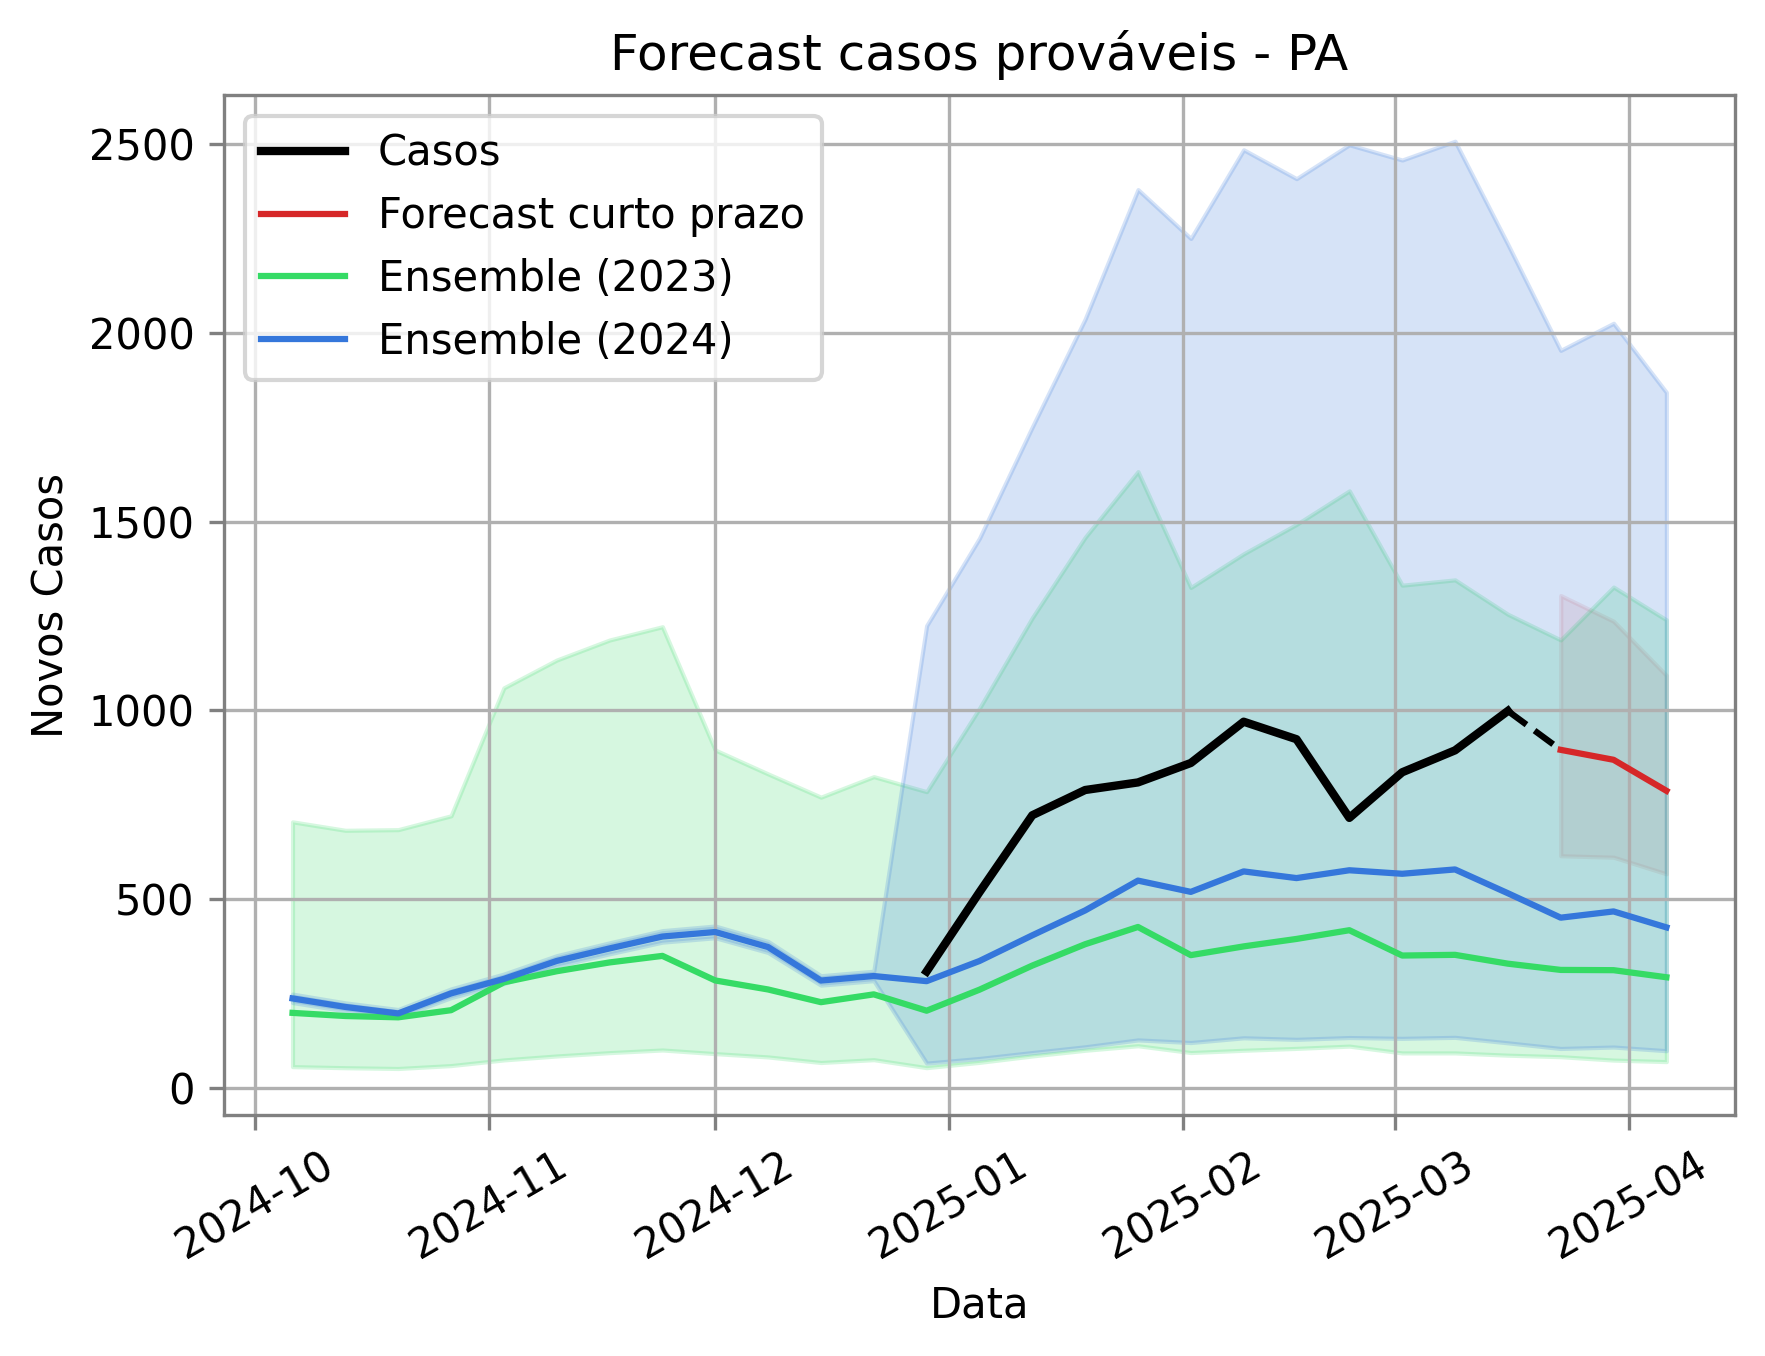 Forecast casos prováveis - PA
2500
2000
1500
1000
500
0
Novos Casos
Casos
Forecast curto prazo
Ensemble (2023)
Ensemble (2024)
2024-10
2024-11
2024-12
2025-01
2025-02
2025-03
2025-04
Data